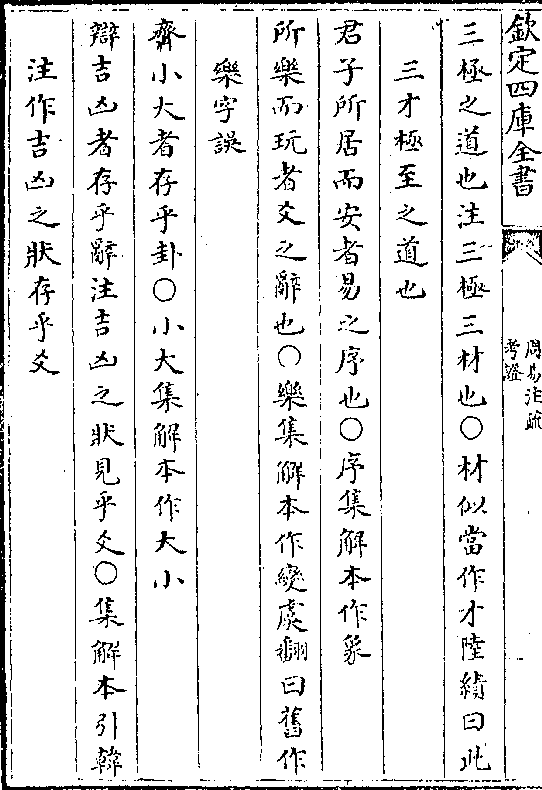 欽定四庫全書
周易注疏
考證
三極之道也注三極三材也〇材似當作才陸績曰此
三才極至之道也
君子所居而安者易之序也〇序集解本作象
所樂而玩者爻之辭也〇樂集解本作變虞翻曰舊作
樂字誤
齊小大者存乎卦〇小大集解本作大小
辯吉凶者存乎辭注吉凶之狀見乎爻〇集解本引韓
注作吉凶之狀存乎爻